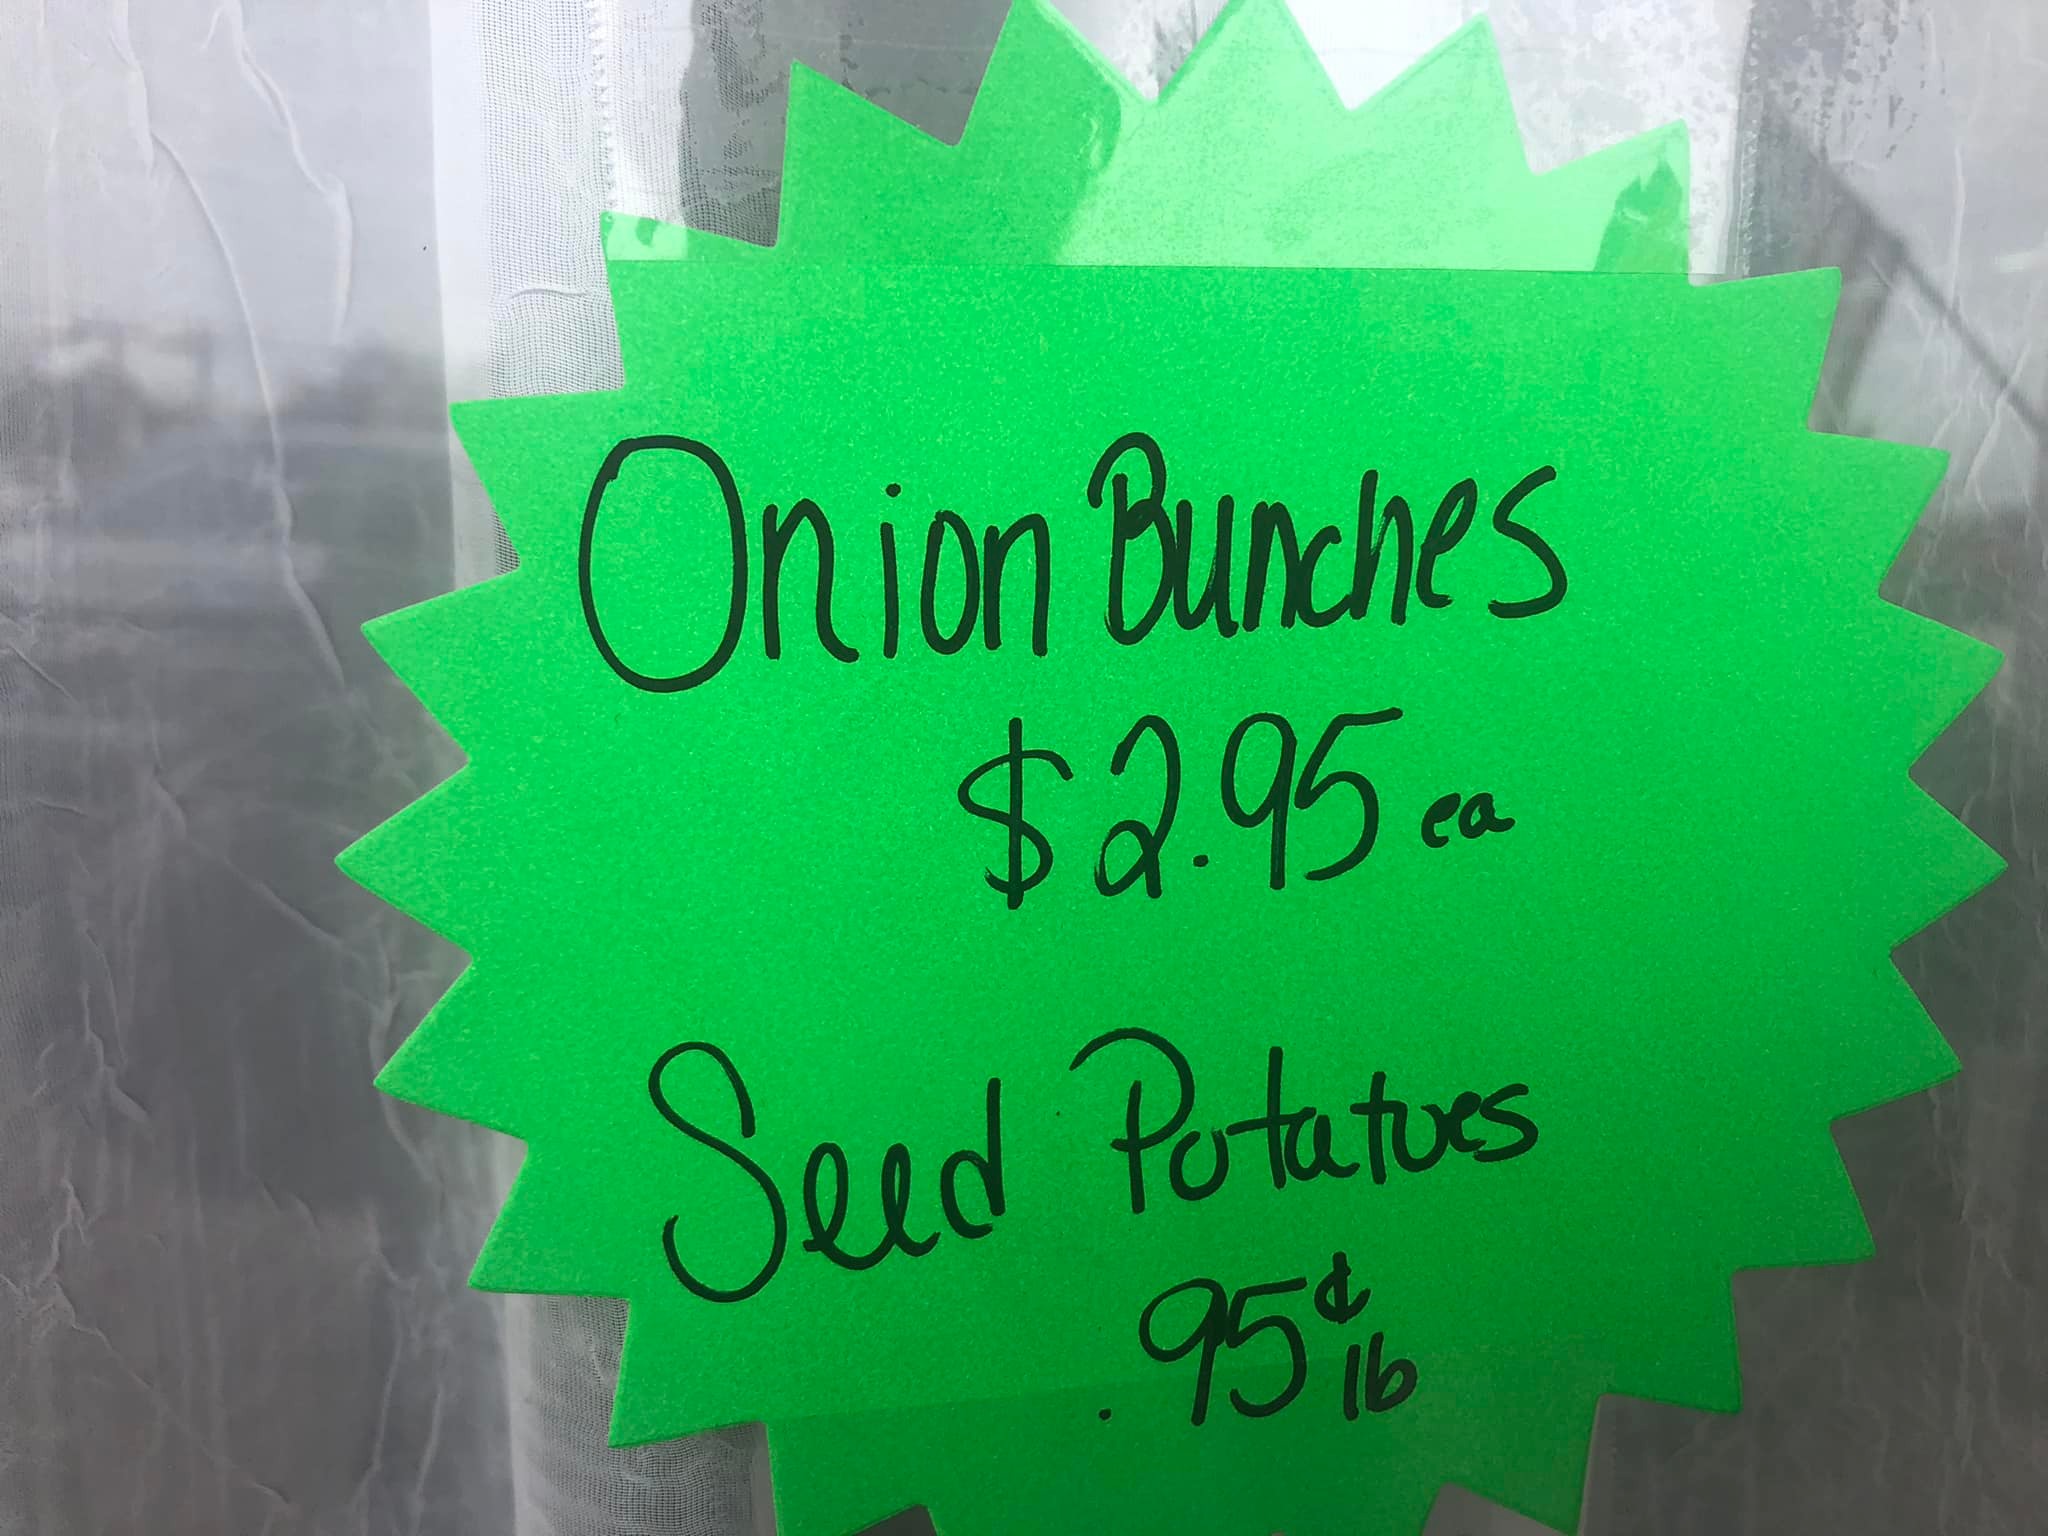 Onion Bunches
$2.95 ea
Seed Potatoes
.95¢ lb